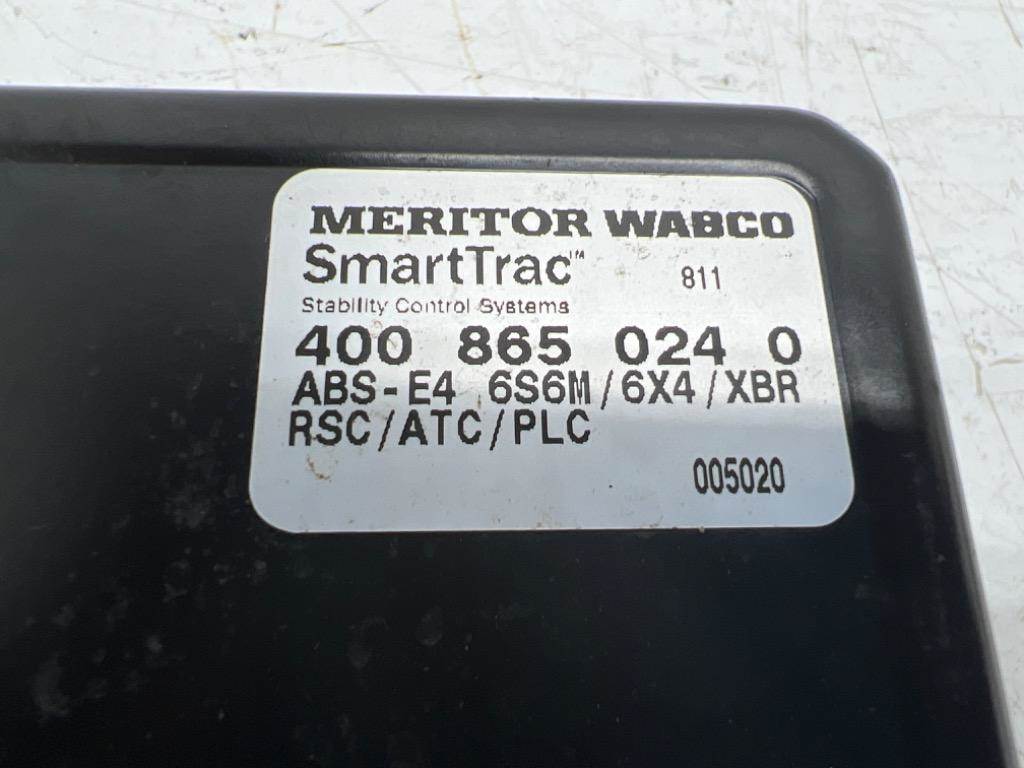 MERITOR WABCO
SmartTrac™ 811
Stability Control Systems
400 865 024 0
ABS-E4 6S6M/6X4/XBR
RSC/ATC/PLC
005020